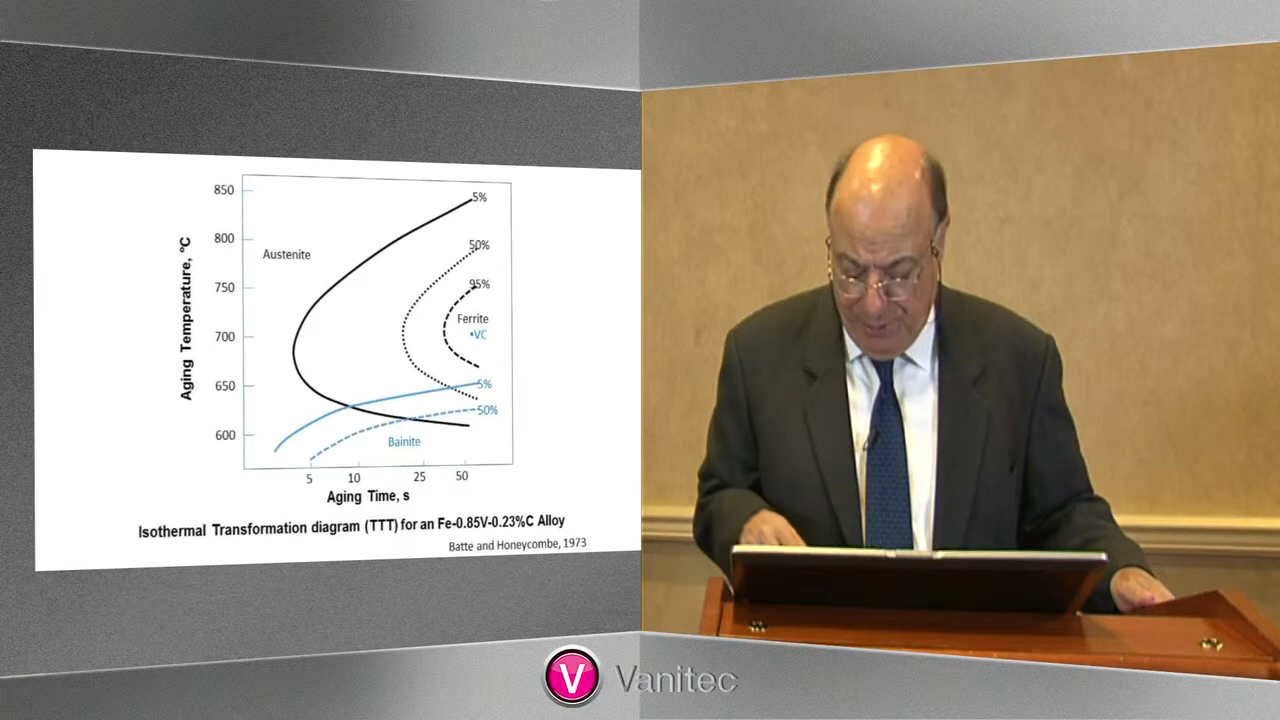 850
800
750
700
650
600
Aging Temperature, ºC
Austenite
5%
50%
95%
Ferrite
•VC
5%
50%
Bainite
5 10 25 50
Aging Time, s
Isothermal Transformation diagram (TTT) for an Fe-0.85V-0.23%C Alloy
Batte and Honeycombe, 1973
V Vanitec